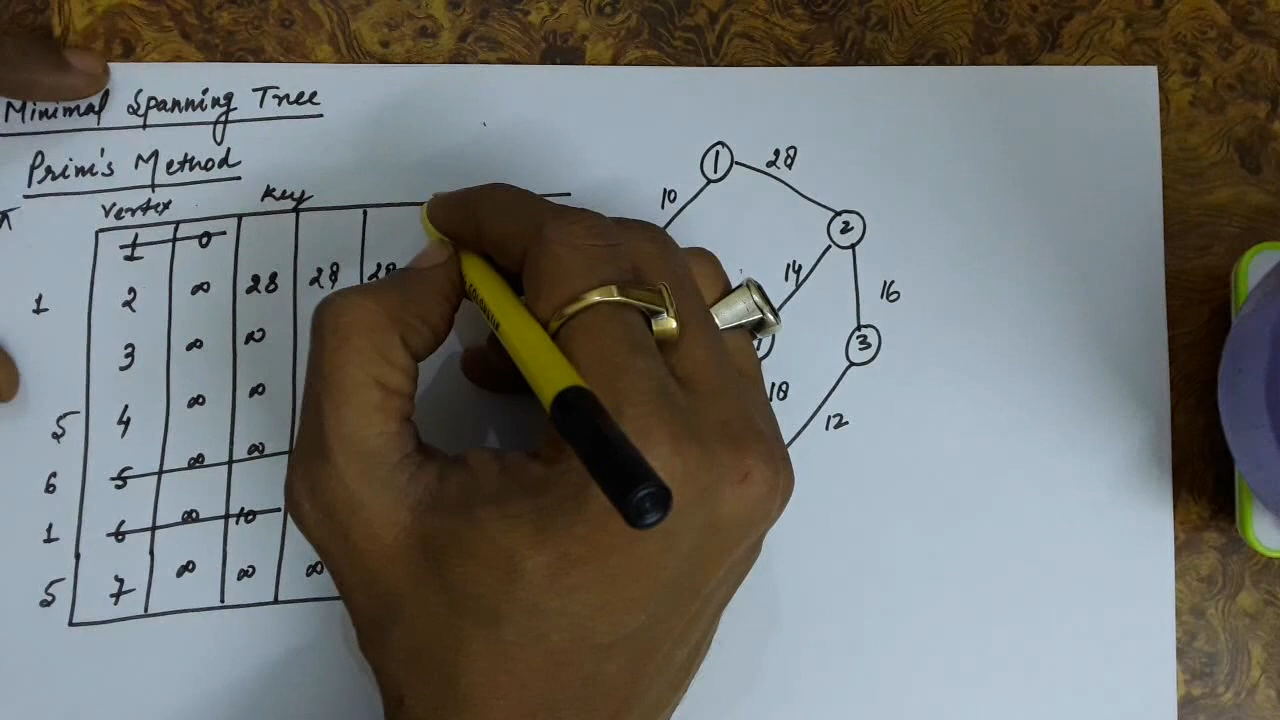 Minimal Spanning Tree
Prim's Method
π Vertex Key
1 0
1 2 ∞ 28 28 28
3 ∞ ∞
5 4 ∞ ∞
6 5 ∞ ∞
1 6 ∞ 10
5 7 ∞ ∞ ∞
1 28
10
2
14
16
3
18
12